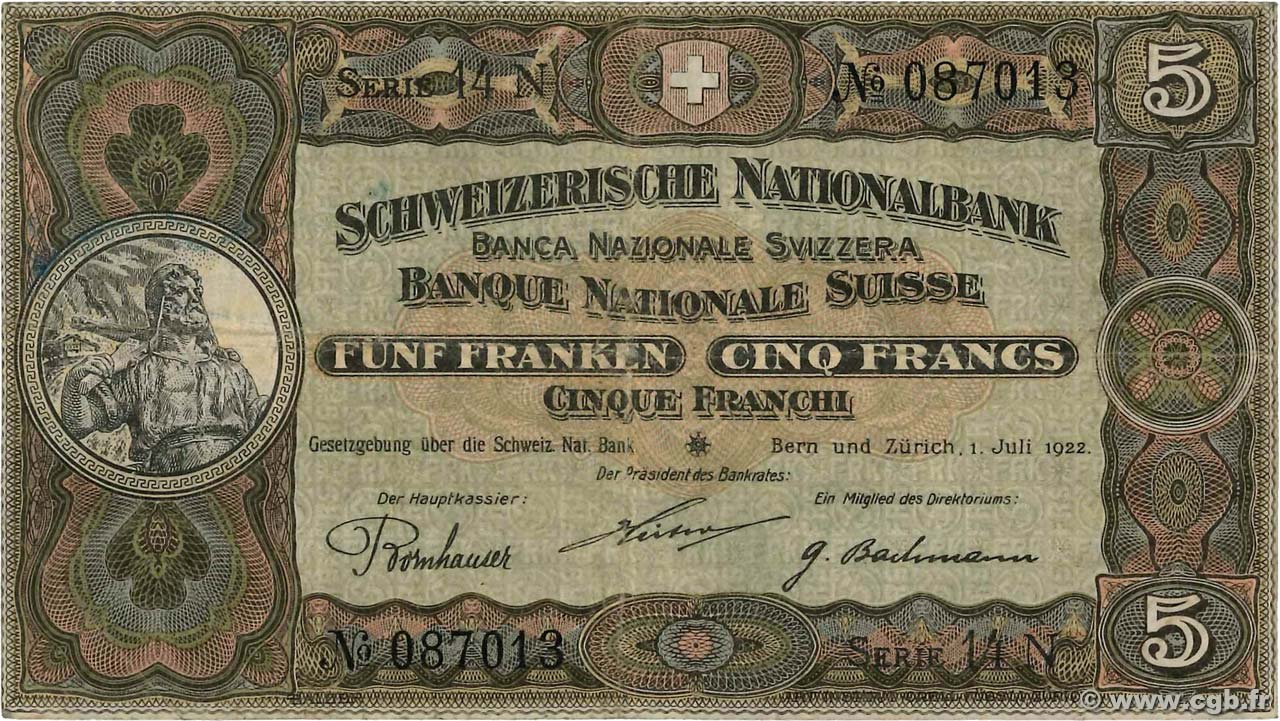 SERIE 14 N
№ 087013
5
SCHWEIZERISCHE NATIONALBANK
BANCA NAZIONALE SVIZZERA
BANQUE NATIONALE SUISSE
FÜNF FRANKEN CINQ FRANCS
CINQUE FRANCHI
Gesetzgebung über die Schweiz. Nat. Bank Bern und Zürich, 1. Juli 1922.
Der Präsident des Bankrates:
Der Hauptkassier: Ein Mitglied des Direktoriums:
Bornhauser G. Bachmann
№ 087013
SERIE 14 N
5
© www.cgb.fr